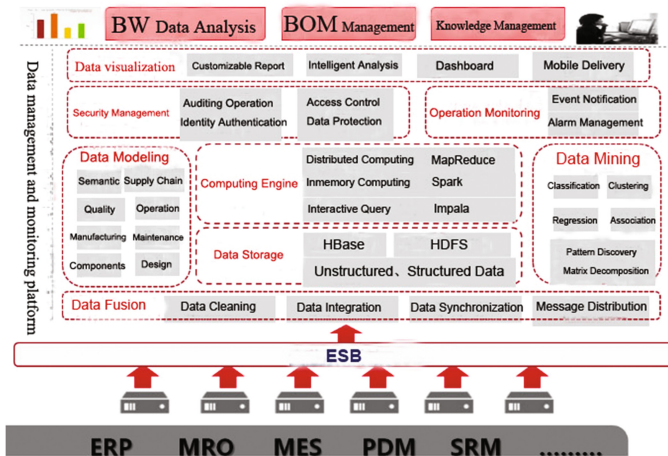 BW Data Analysis
BOM Management
Knowledge Management
Data management and monitoring platform
Data visualization
Customizable Report
Intelligent Analysis
Dashboard
Mobile Delivery
Security Management
Auditing Operation
Access Control
Identity Authentication
Data Protection
Operation Monitoring
Event Notification
Alarm Management
Data Modeling
Semantic
Supply Chain
Quality
Operation
Manufacturing
Maintenance
Components
Design
Computing Engine
Distributed Computing
MapReduce
Inmemory Computing
Spark
Interactive Query
Impala
Data Storage
HBase
HDFS
Unstructured、Structured Data
Data Mining
Classification
Clustering
Regression
Association
Pattern Discovery
Matrix Decomposition
Data Fusion
Data Cleaning
Data Integration
Data Synchronization
Message Distribution
ESB
ERP MRO MES PDM SRM .........